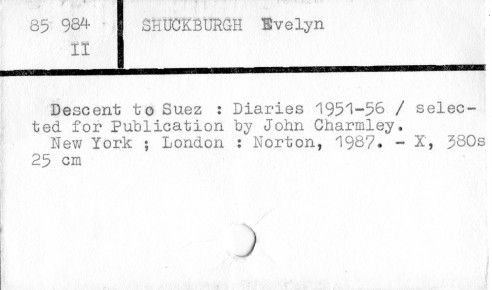 85 984 SHUCKBURGH Evelyn
II
Descent to Suez : Diaries 1951-56 / selec-
ted for Publication by John Charmley.
New York ; London : Norton, 1987. - X, 380s
25 cm